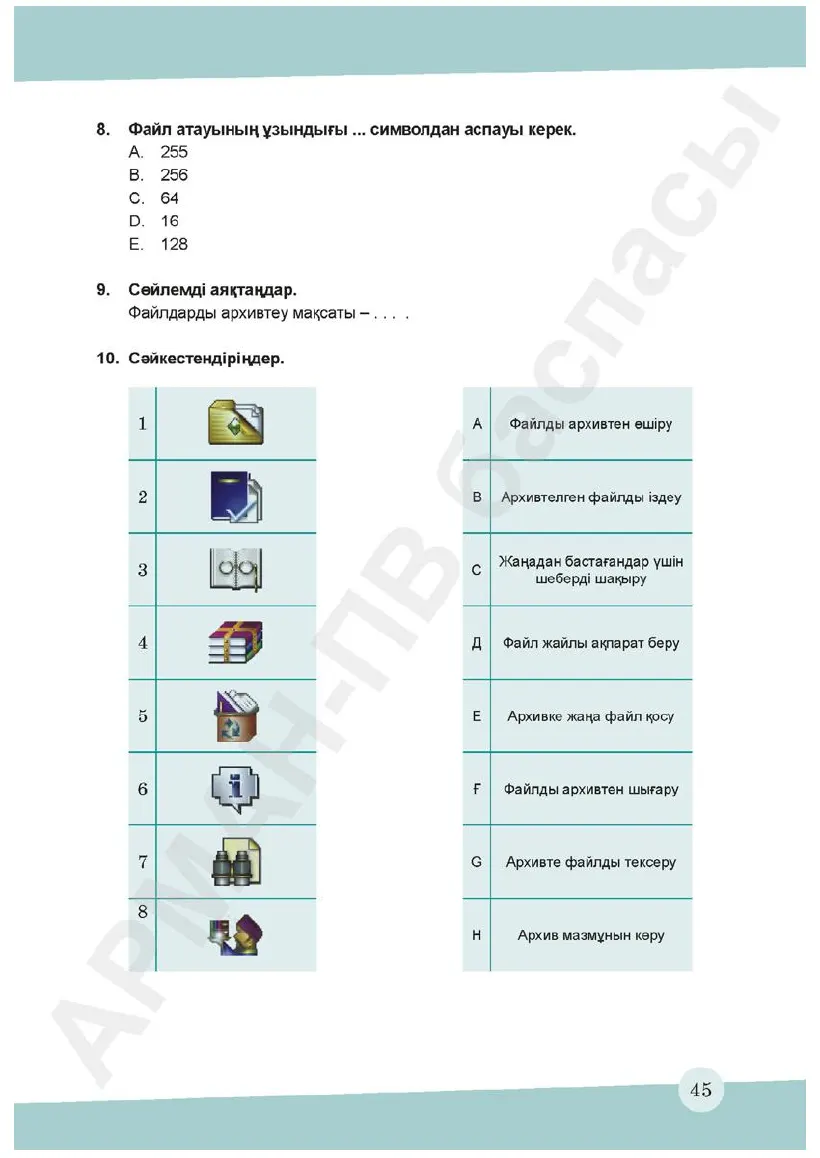 8. Файл атауының ұзындығы ... символдан аспауы керек.
A. 255
B. 256
C. 64
D. 16
E. 128
9. Сөйлемді аяқтаңдар.
Файлдарды архивтеу мақсаты – . . . .
10. Сәйкестендіріңдер.
1
2
3
4
5
6
7
8
A Файлды архивтен өшіру
B Архивтелген файлды іздеу
C Жаңадан бастағандар үшін
шеберді шақыру
Д Файл жайлы ақпарат беру
E Архивке жаңа файл қосу
Ғ Файлды архивтен шығару
G Архивте файлды тексеру
H Архив мазмұнын көру
АРМАН-ПВ баспасы
45